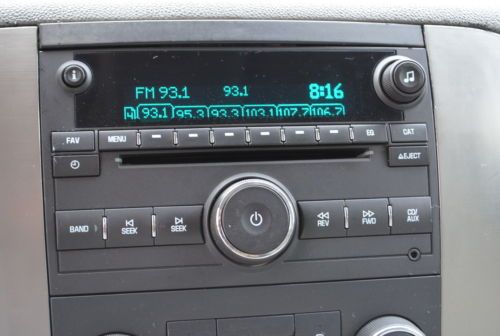 FM 93.1 93.1 8:16
93.1 95.3 93.3 103.1 107.7 106.7
FAV MENU EQ CAT
EJECT
BAND SEEK SEEK REV FWD CD/AUX